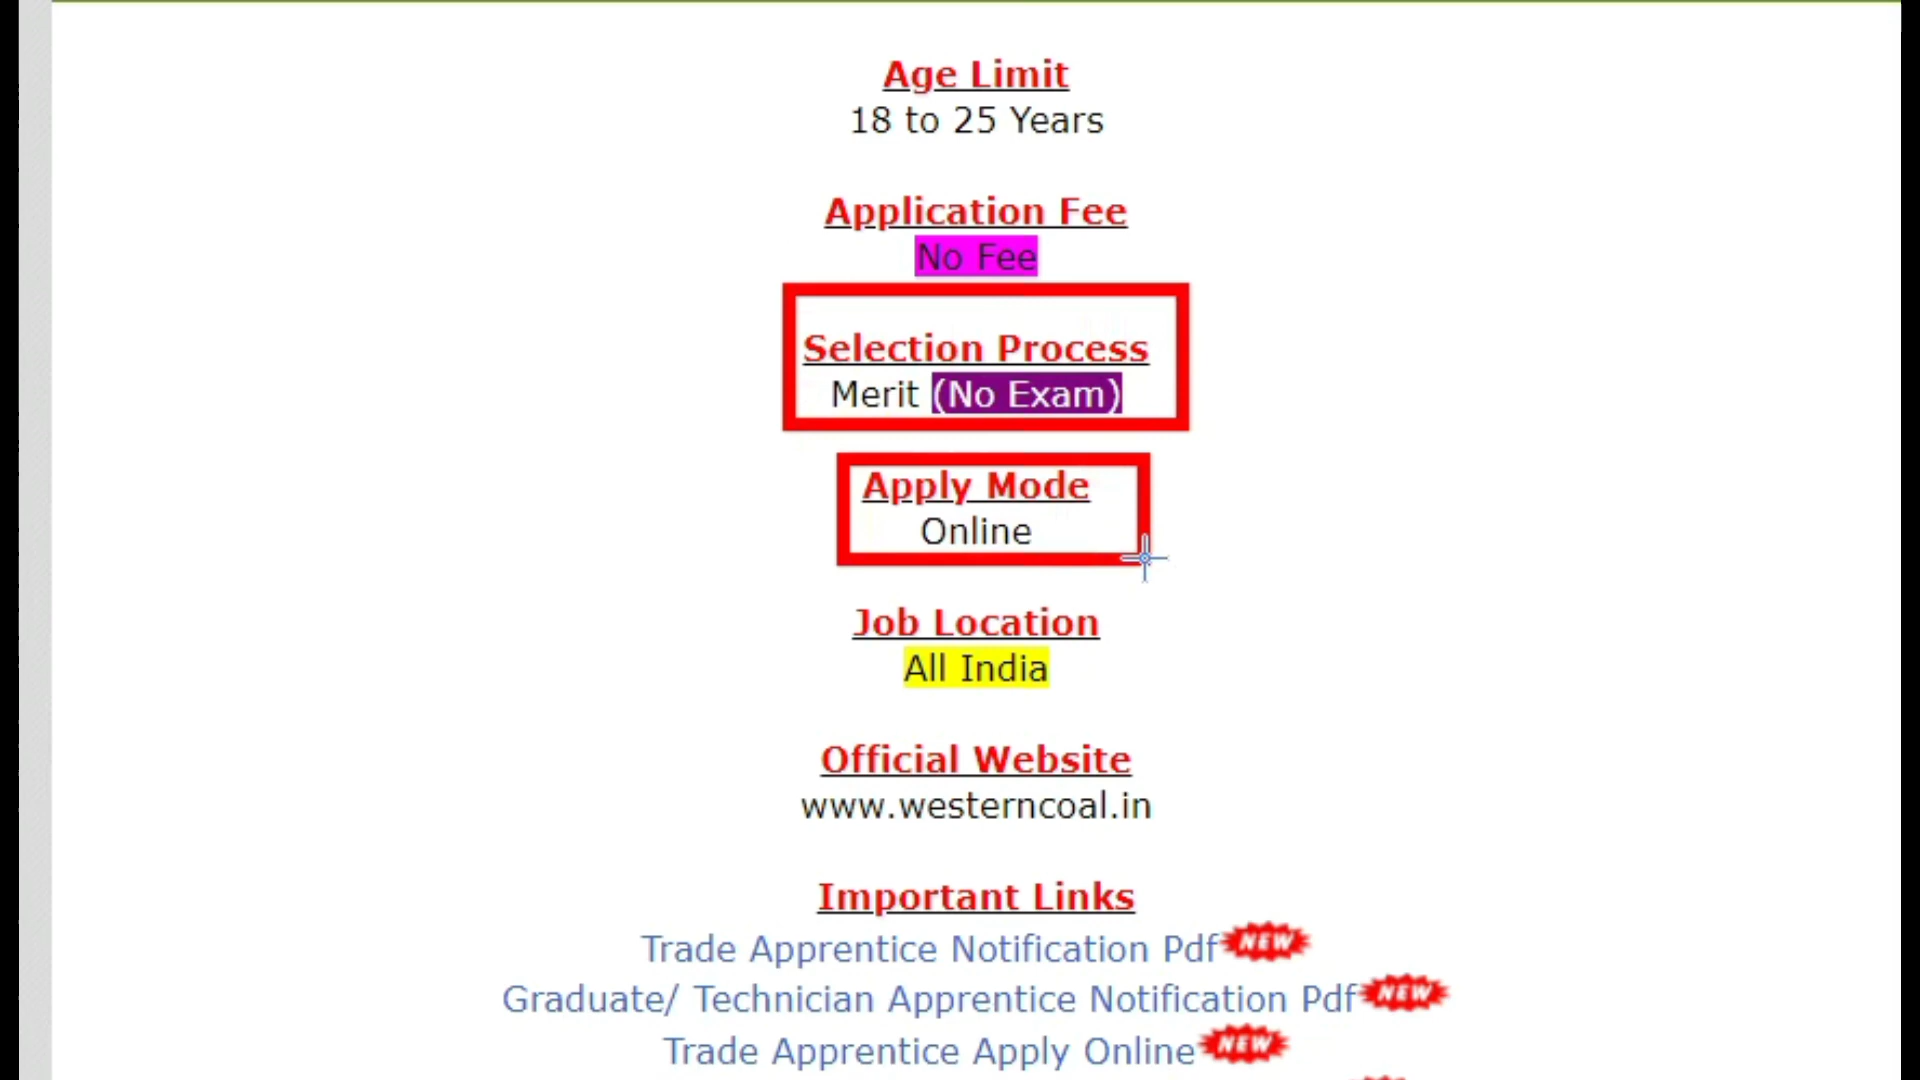 Age Limit
18 to 25 Years
Application Fee
No Fee
Selection Process
Merit (No Exam)
Apply Mode
Online
Job Location
All India
Official Website
www.westerncoal.in
Important Links
Trade Apprentice Notification Pdf NEW
Graduate/ Technician Apprentice Notification Pdf NEW
Trade Apprentice Apply Online NEW